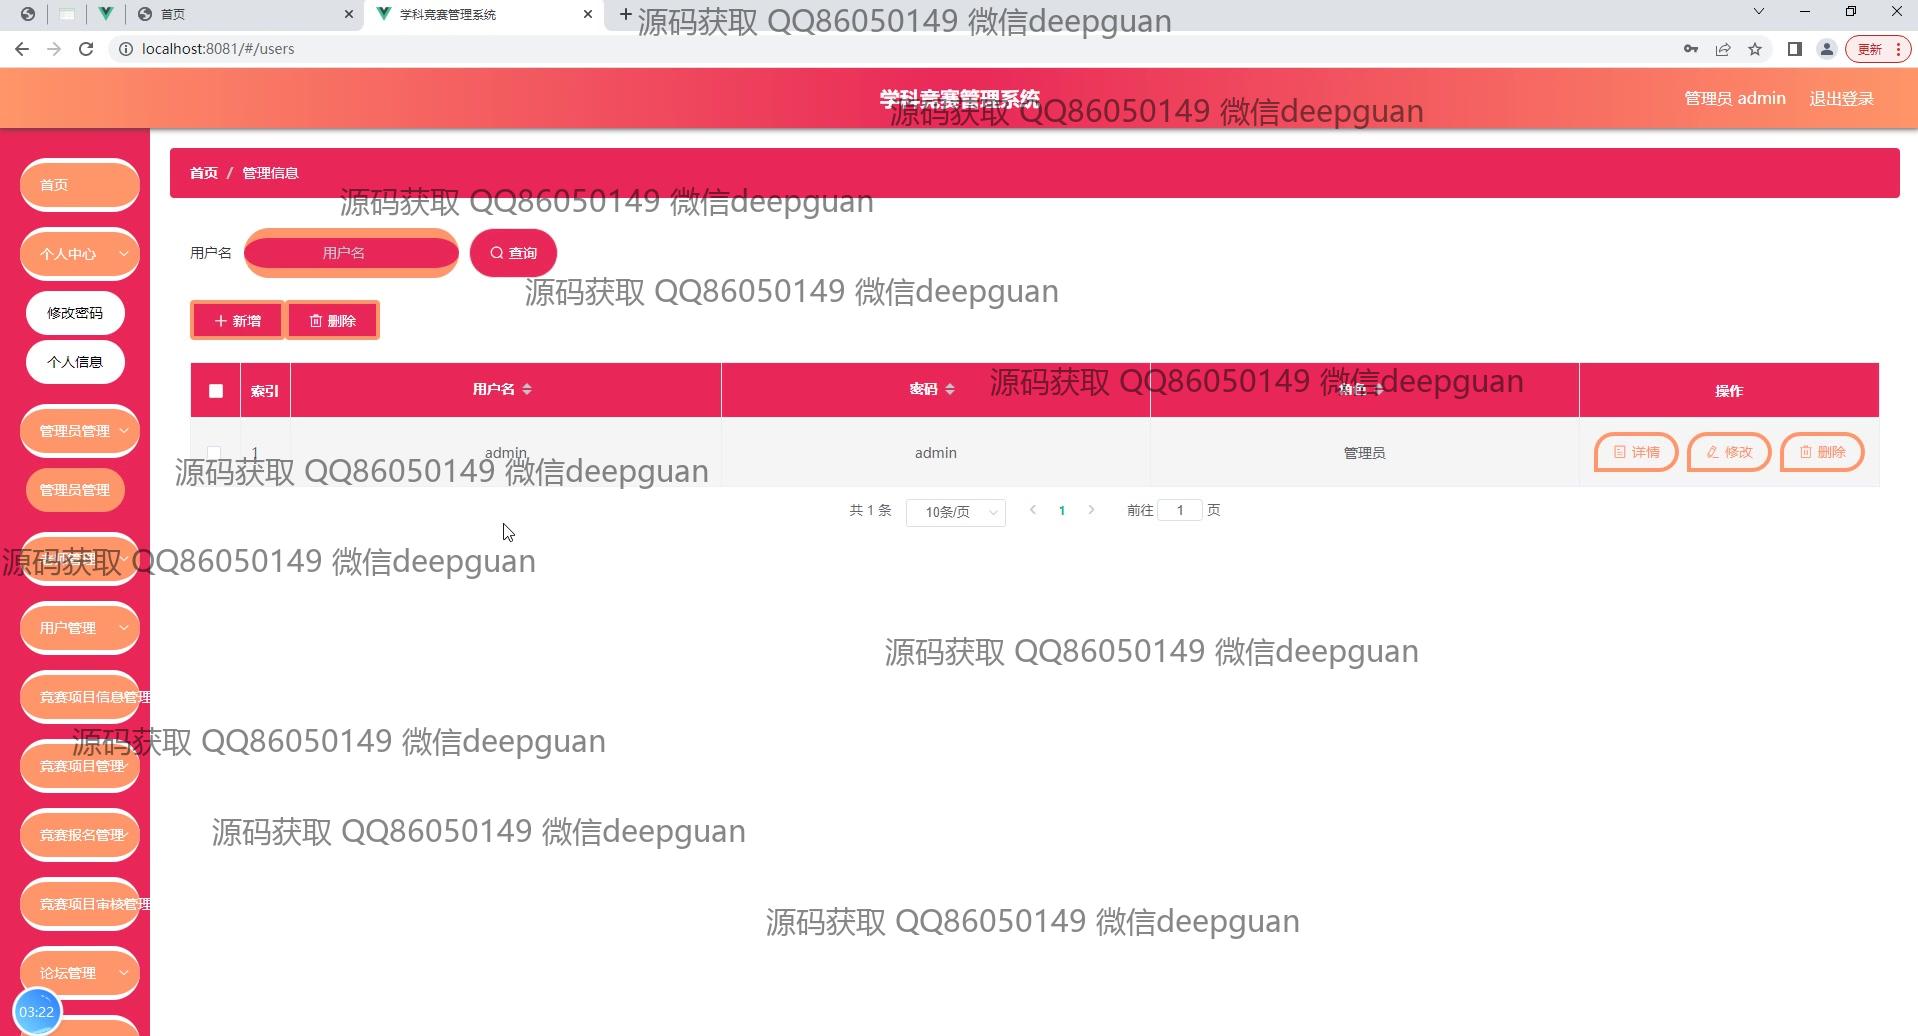 首页
学科竞赛管理系统
源码获取 QQ86050149 微信deepguan
localhost:8081/#/users
更新
学科竞赛管理系统
源码获取 QQ86050149 微信deepguan
管理员 admin
退出登录
首页
个人中心
修改密码
个人信息
管理员管理
管理员管理
用户管理
竞赛项目信息管理
竞赛项目管理
竞赛报名管理
竞赛项目审核管理
论坛管理
03:22
首页 / 管理信息
源码获取 QQ86050149 微信deepguan
用户名 用户名 查询
源码获取 QQ86050149 微信deepguan
新增 删除
索引 用户名 密码 角色 操作
源码获取 QQ86050149 微信deepguan
1 admin admin 管理员 详情 修改 删除
源码获取 QQ86050149 微信deepguan
共 1 条 10条/页 1 前往 1 页
源码获取 QQ86050149 微信deepguan
源码获取 QQ86050149 微信deepguan
源码获取 QQ86050149 微信deepguan
源码获取 QQ86050149 微信deepguan
源码获取 QQ86050149 微信deepguan